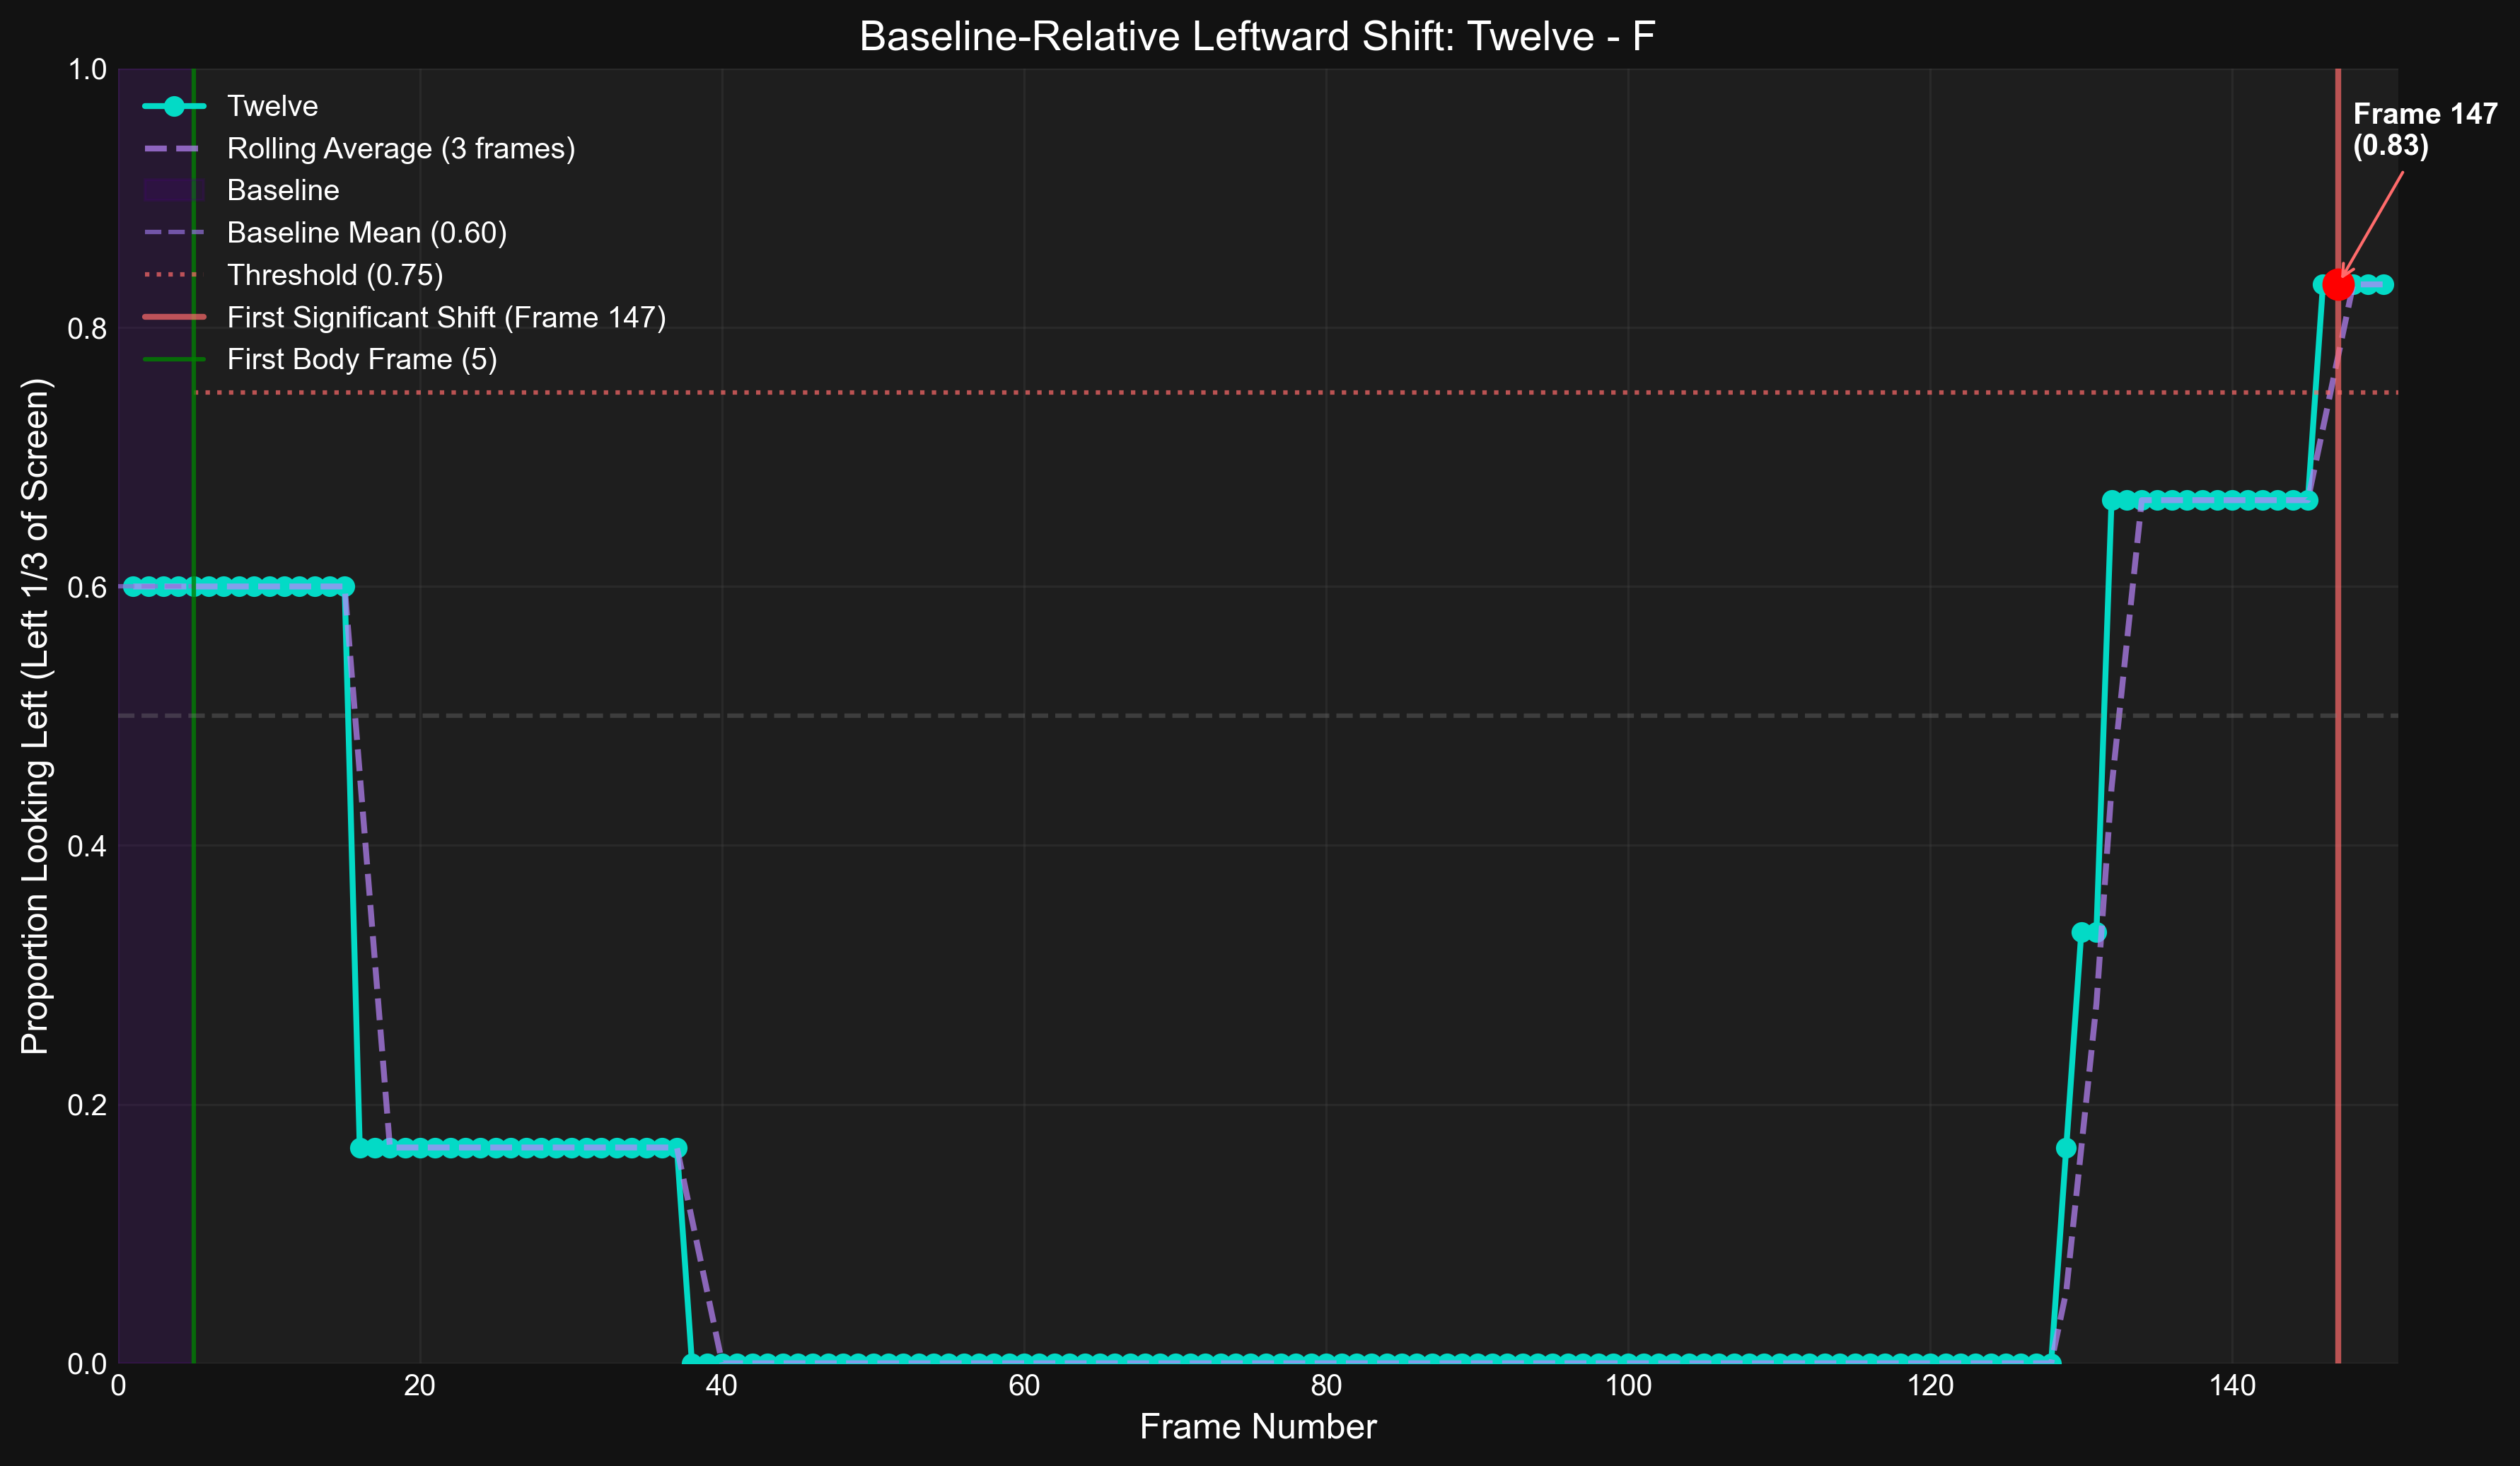 Baseline-Relative Leftward Shift: Twelve - F
Proportion Looking Left (Left 1/3 of Screen)
1.0
0.8
0.6
0.4
0.2
0.0
Twelve
Rolling Average (3 frames)
Baseline
Baseline Mean (0.60)
Threshold (0.75)
First Significant Shift (Frame 147)
First Body Frame (5)
Frame 147
(0.83)
0 20 40 60 80 100 120 140
Frame Number